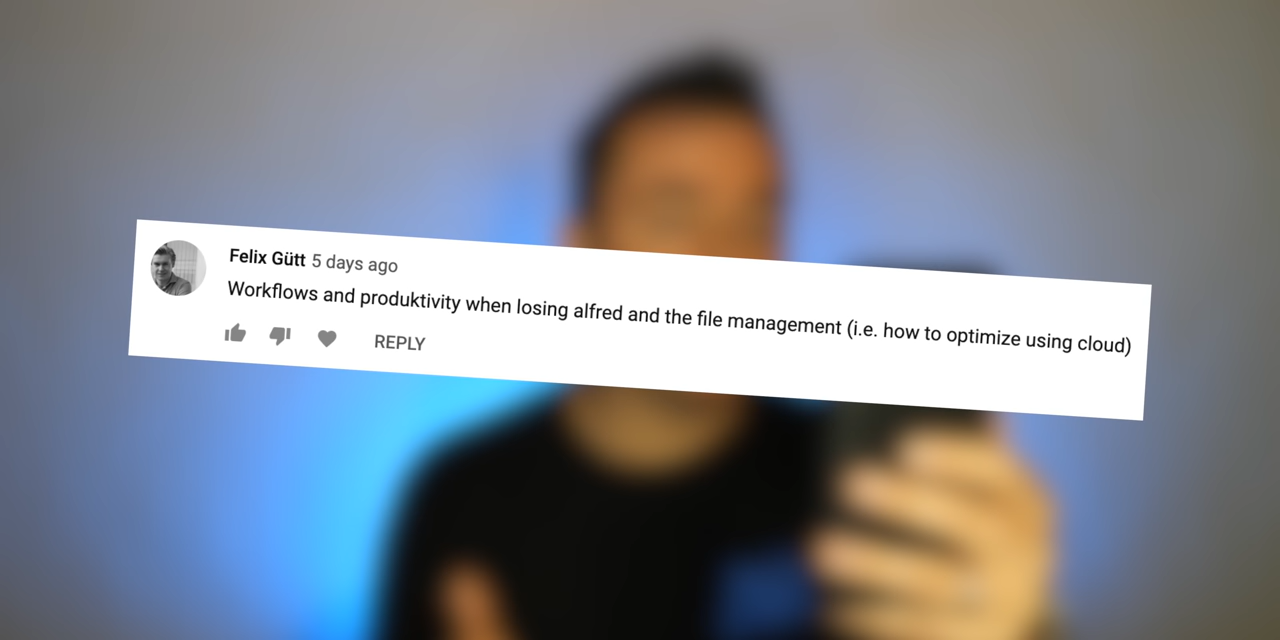 Felix Gütt 5 days ago
Workflows and produktivity when losing alfred and the file management (i.e. how to optimize using cloud)
REPLY